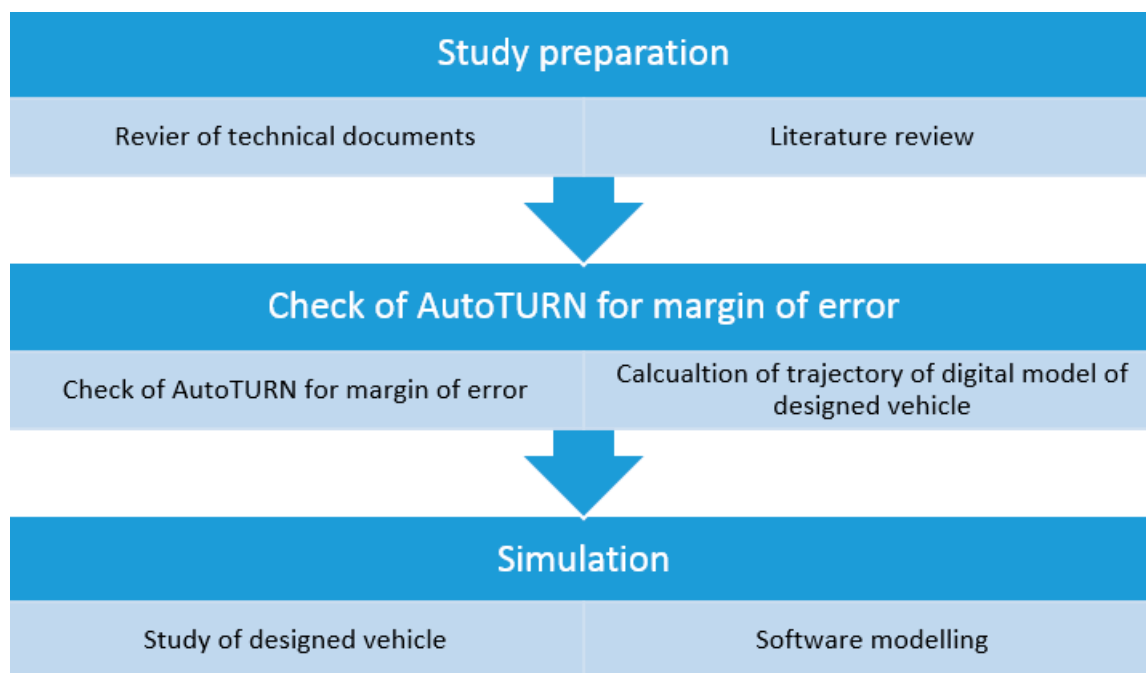 Study preparation
Revier of technical documents
Literature review
Check of AutoTURN for margin of error
Check of AutoTURN for margin of error
Calcualtion of trajectory of digital model of
designed vehicle
Simulation
Study of designed vehicle
Software modelling